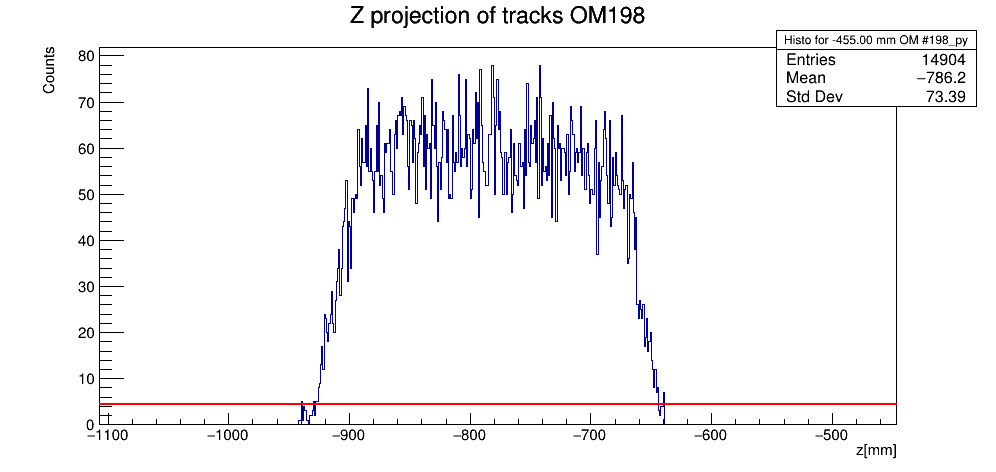 Z projection of tracks OM198
Histo for -455.00 mm OM #198_py
Entries 14904
Mean −786.2
Std Dev 73.39
Counts
80
70
60
50
40
30
20
10
0
−1100 −1000 −900 −800 −700 −600 −500
z[mm]